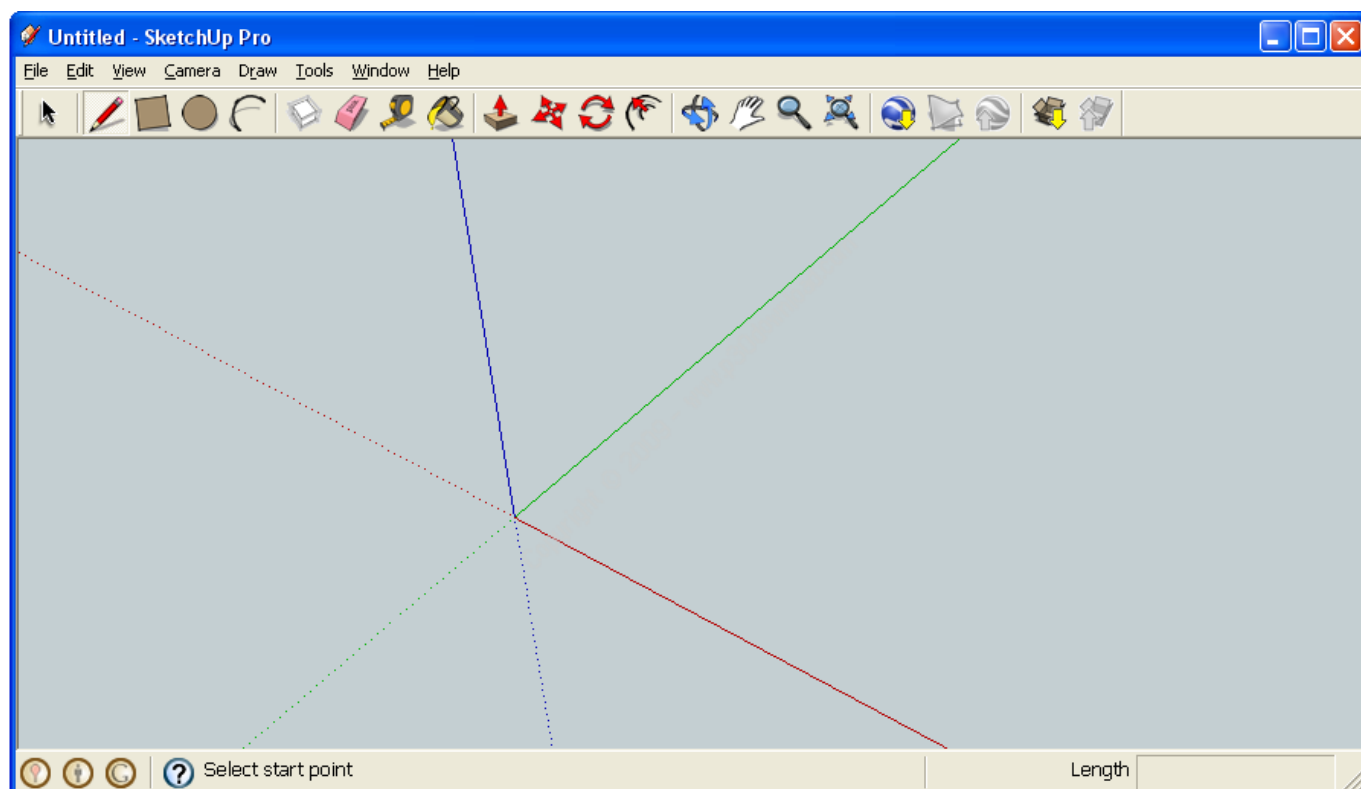 Untitled - SketchUp Pro
File Edit View Camera Draw Tools Window Help
Select start point
Length